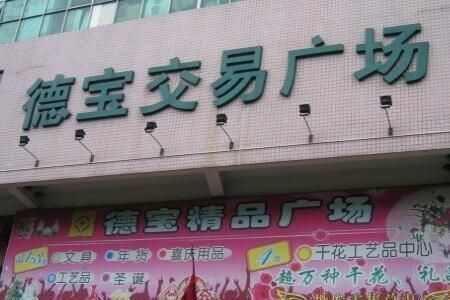 德宝交易广场
德宝精品广场
文具 年货 喜庆用品
工艺品 圣诞
干花工艺品中心
超万种干花、礼品